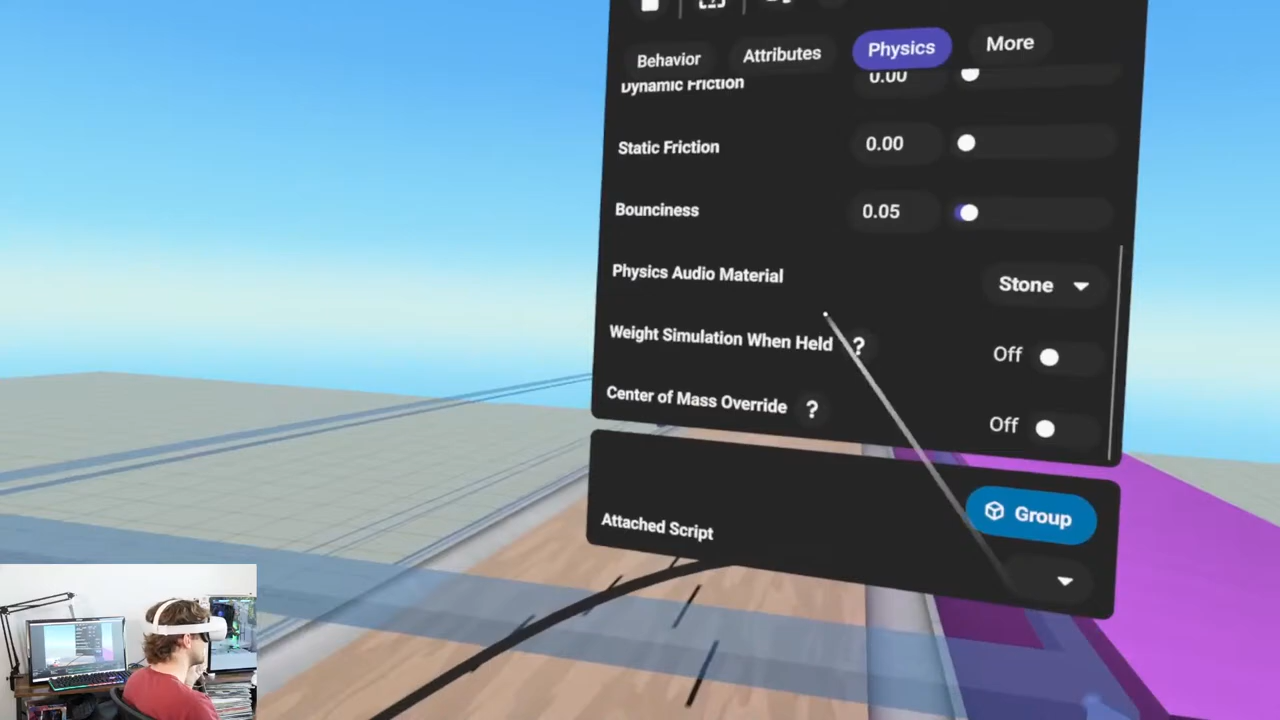 Behavior Attributes Physics More
Dynamic Friction 0.00
Static Friction 0.00
Bounciness 0.05
Physics Audio Material Stone
Weight Simulation When Held ? Off
Center of Mass Override ? Off
Group
Attached Script